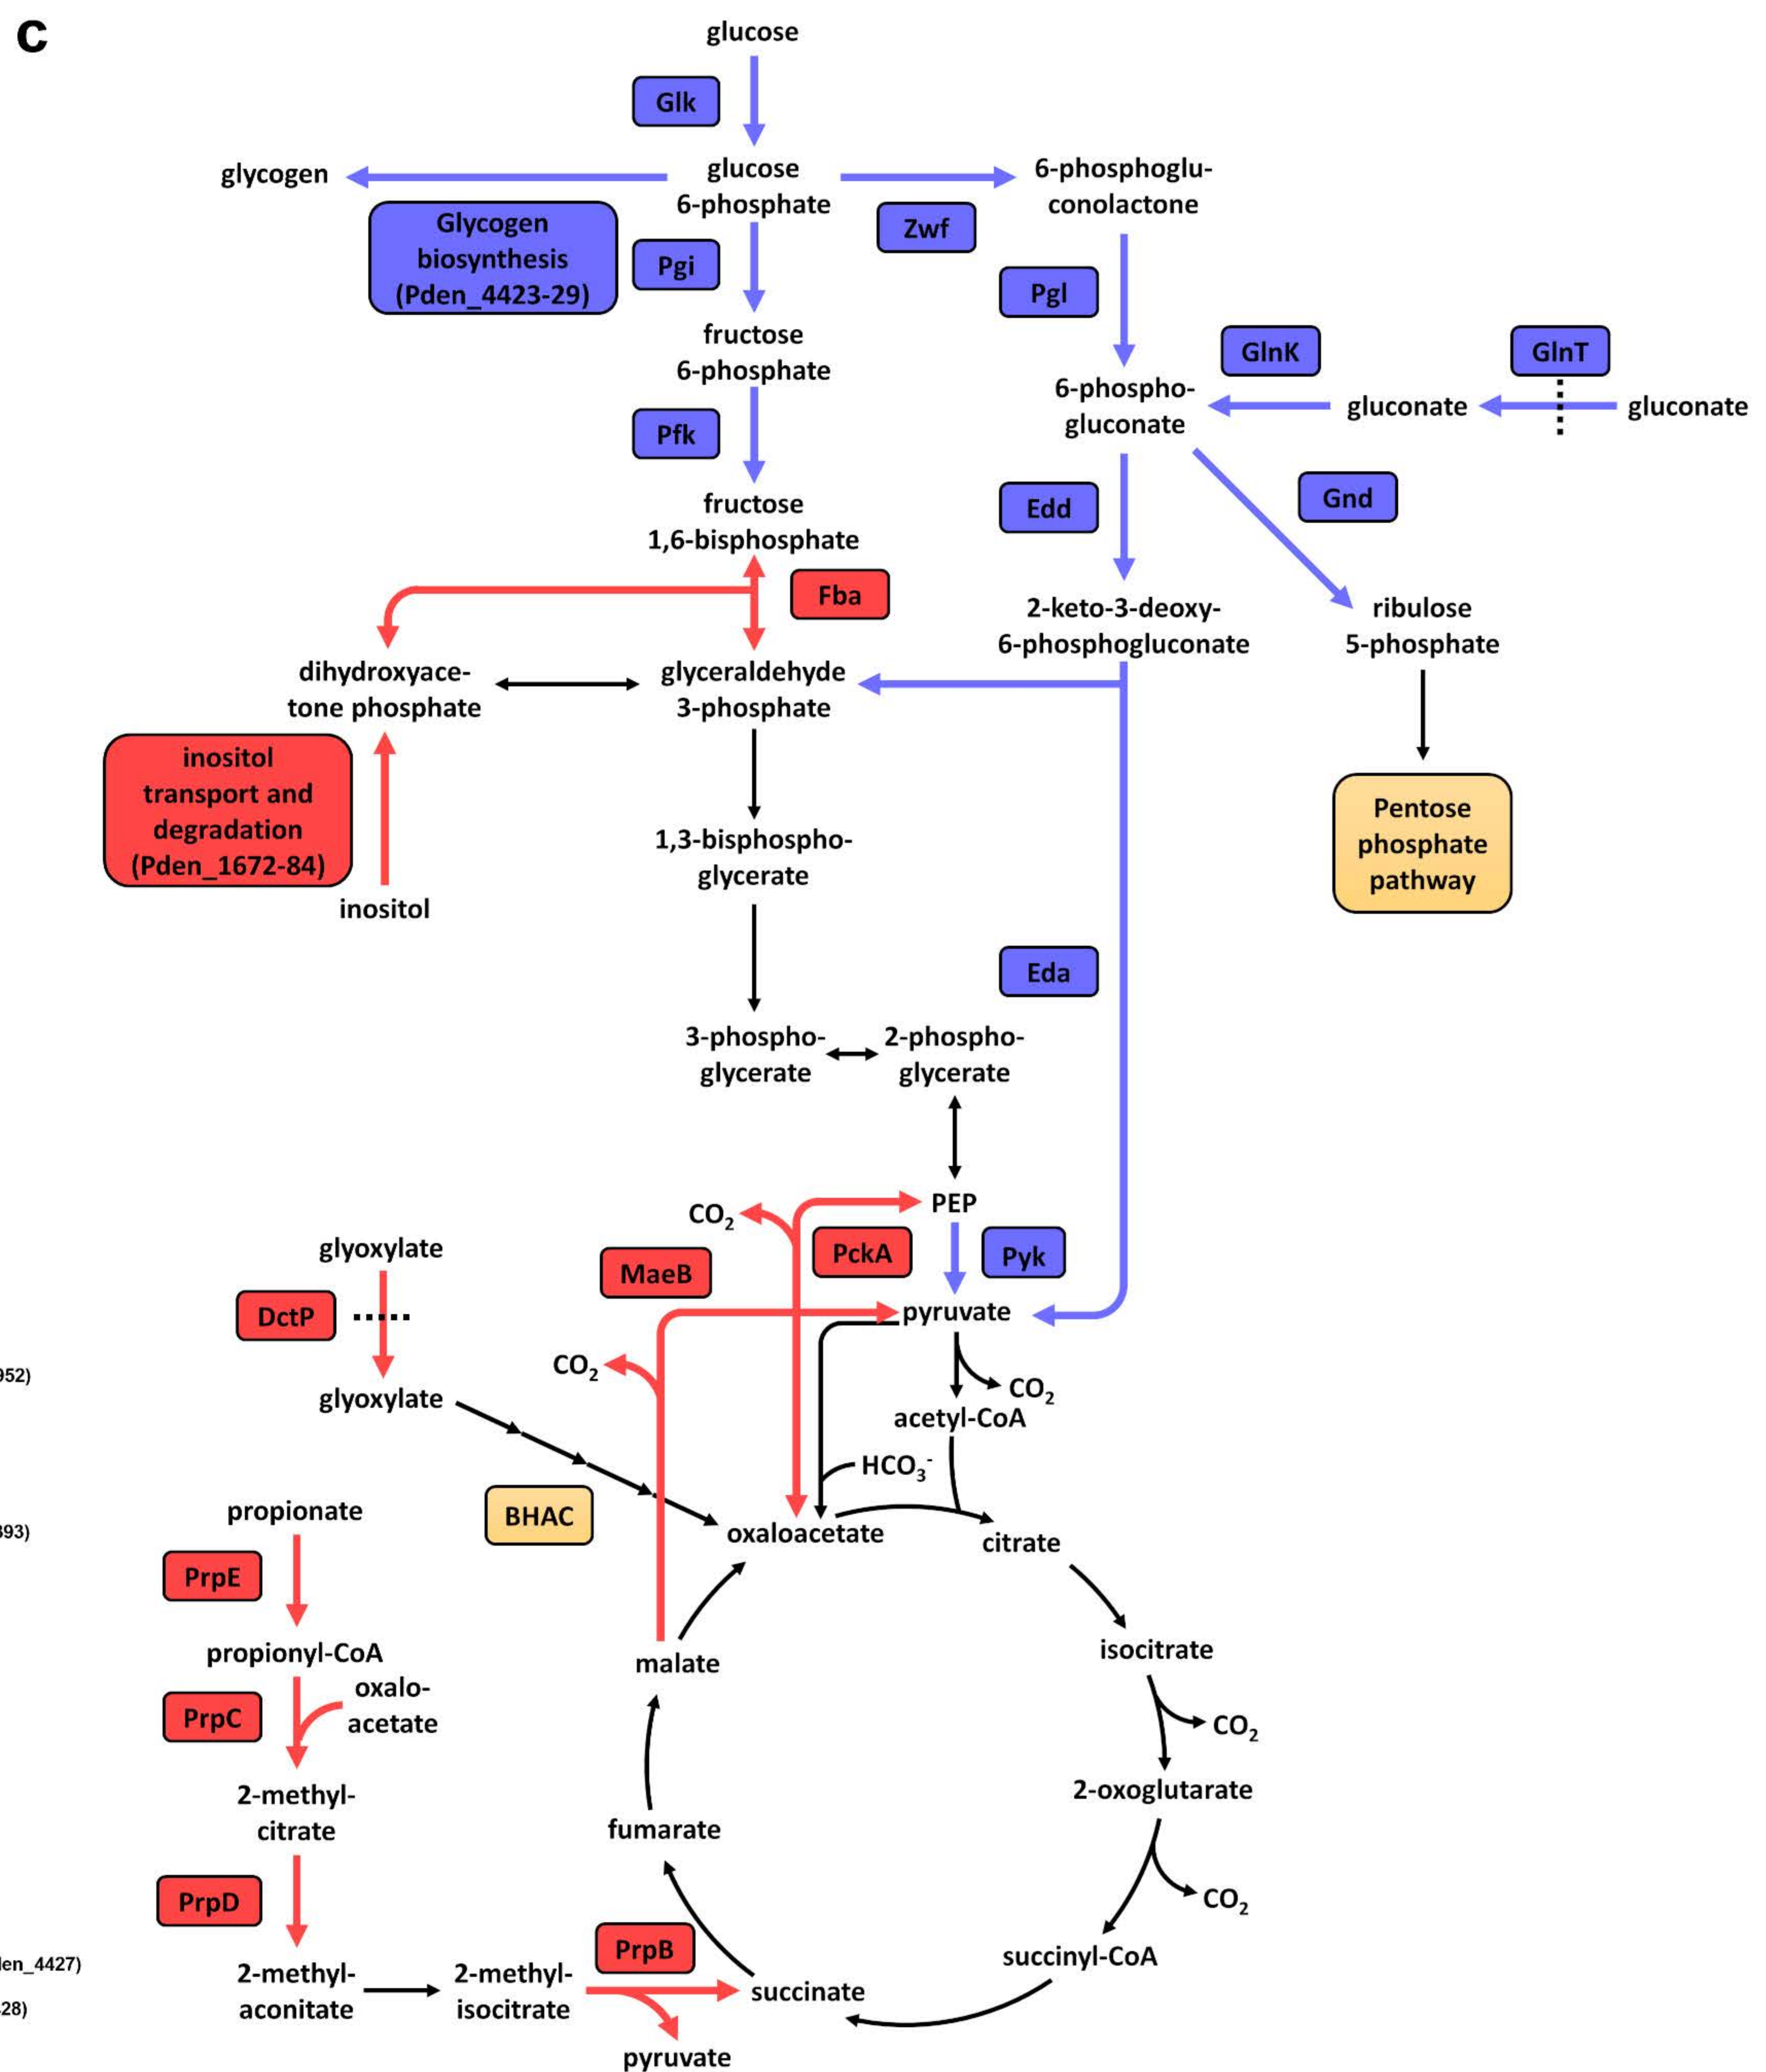 c
glucose
Glk
glycogen
glucose
6-phosphate
6-phosphoglu-
conolactone
Glycogen
biosynthesis
(Pden_4423-29)
Pgi
Zwf
Pgl
fructose
6-phosphate
GlnK
GlnT
6-phospho-
gluconate
gluconate
gluconate
Pfk
Edd
Gnd
fructose
1,6-bisphosphate
Fba
2-keto-3-deoxy-
6-phosphogluconate
ribulose
5-phosphate
dihydroxyace-
tone phosphate
glyceraldehyde
3-phosphate
inositol
transport and
degradation
(Pden_1672-84)
inositol
1,3-bisphospho-
glycerate
Pentose
phosphate
pathway
Eda
3-phospho-
glycerate
2-phospho-
glycerate
CO2
PEP
glyoxylate
MaeB
PckA
Pyk
DctP
pyruvate
CO2
952)
glyoxylate
CO2
acetyl-CoA
HCO3-
BHAC
propionate
393)
oxaloacetate
citrate
PrpE
propionyl-CoA
malate
isocitrate
oxalo-
acetate
PrpC
CO2
2-methyl-
citrate
2-oxoglutarate
fumarate
PrpD
CO2
PrpB
succinyl-CoA
den_4427)
2-methyl-
aconitate
2-methyl-
isocitrate
succinate
28)
pyruvate